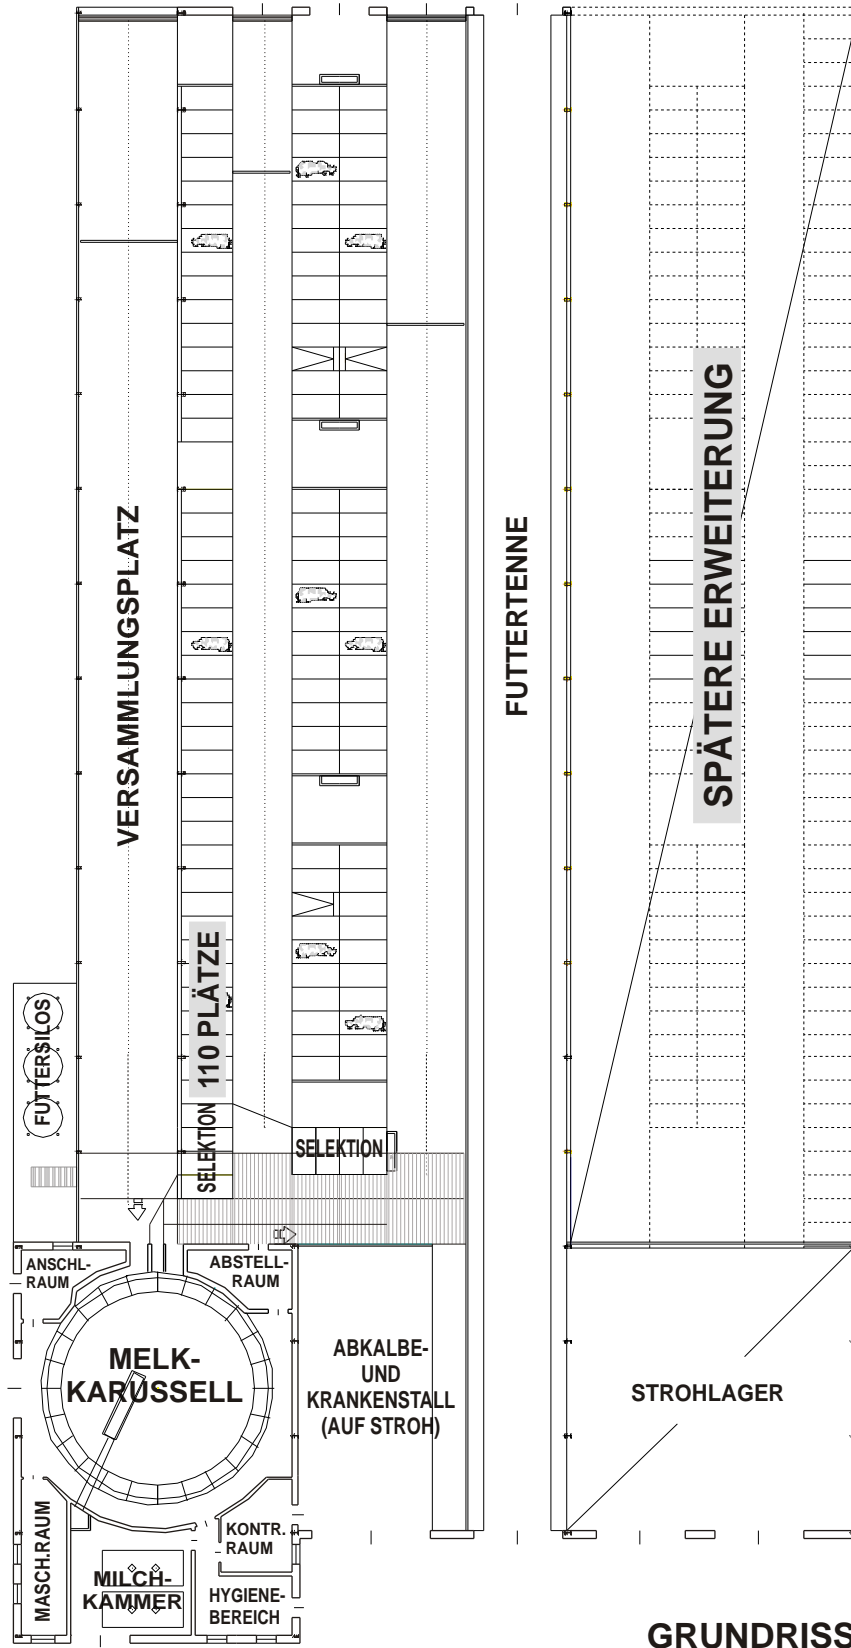 SPÄTERE ERWEITERUNG
VERSAMMLUNGSPLATZ
FUTTERTENNE
110 PLÄTZE
FUTTERSILOS
SELEKTION
SELEKTION
ANSCHL-
RAUM
ABSTELL-
RAUM
MELK-
KARUSSELL
ABKALBE-
UND
KRANKENSTALL
(AUF STROH)
STROHLAGER
MASCH.RAUM
KONTR.
RAUM
MILCH-
KAMMER
HYGIENE-
BEREICH
GRUNDRISS